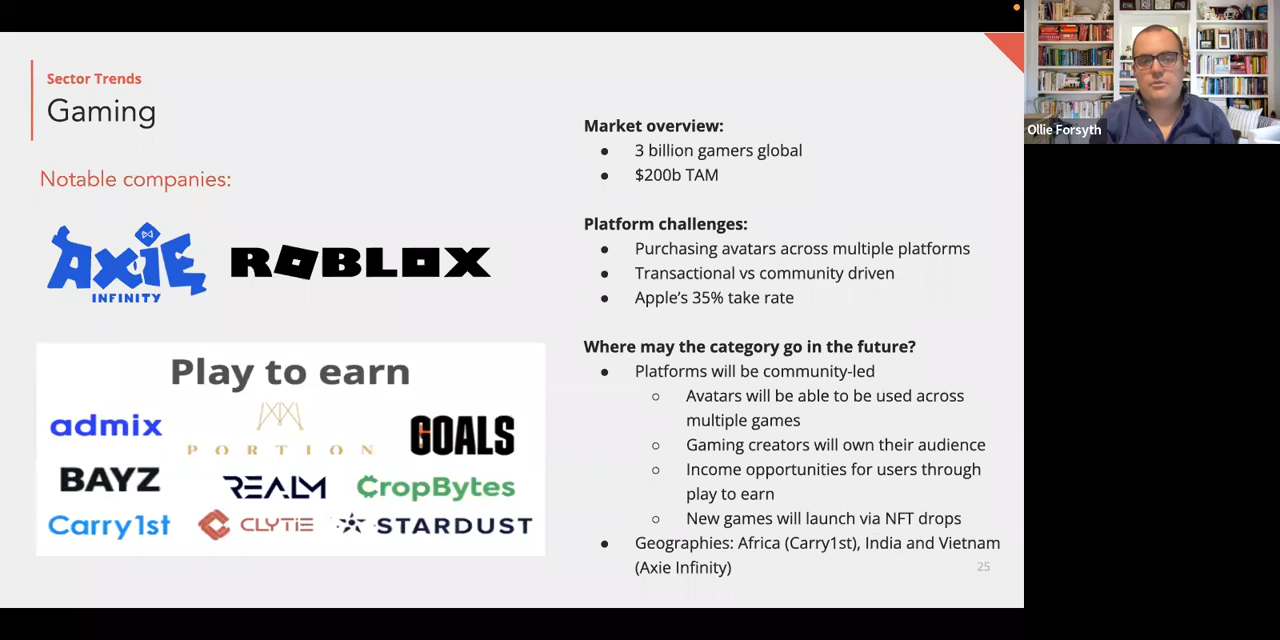 Sector Trends
Gaming
Notable companies:
AXIE
INFINITY
ROBLOX
Play to earn
admix
PORTION
GOALS
BAYZ
REALM
CropBytes
Carry1st
CLYTIE
STARDUST
Market overview:
● 3 billion gamers global
● $200b TAM
Platform challenges:
● Purchasing avatars across multiple platforms
● Transactional vs community driven
● Apple's 35% take rate
Where may the category go in the future?
● Platforms will be community-led
○ Avatars will be able to be used across
multiple games
○ Gaming creators will own their audience
○ Income opportunities for users through
play to earn
○ New games will launch via NFT drops
● Geographies: Africa (Carry1st), India and Vietnam
(Axie Infinity)
25
Ollie Forsyth